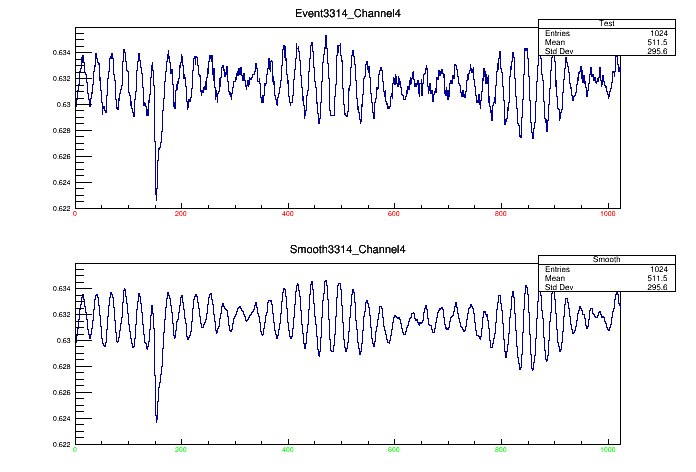 Event3314_Channel4
Test
Entries 1024
Mean 511.5
Std Dev 295.6
0.634
0.632
0.63
0.628
0.626
0.624
0.622
0 200 400 600 800 1000
Smooth3314_Channel4
Smooth
Entries 1024
Mean 511.5
Std Dev 295.6
0.634
0.632
0.63
0.628
0.626
0.624
0.622
0 200 400 600 800 1000